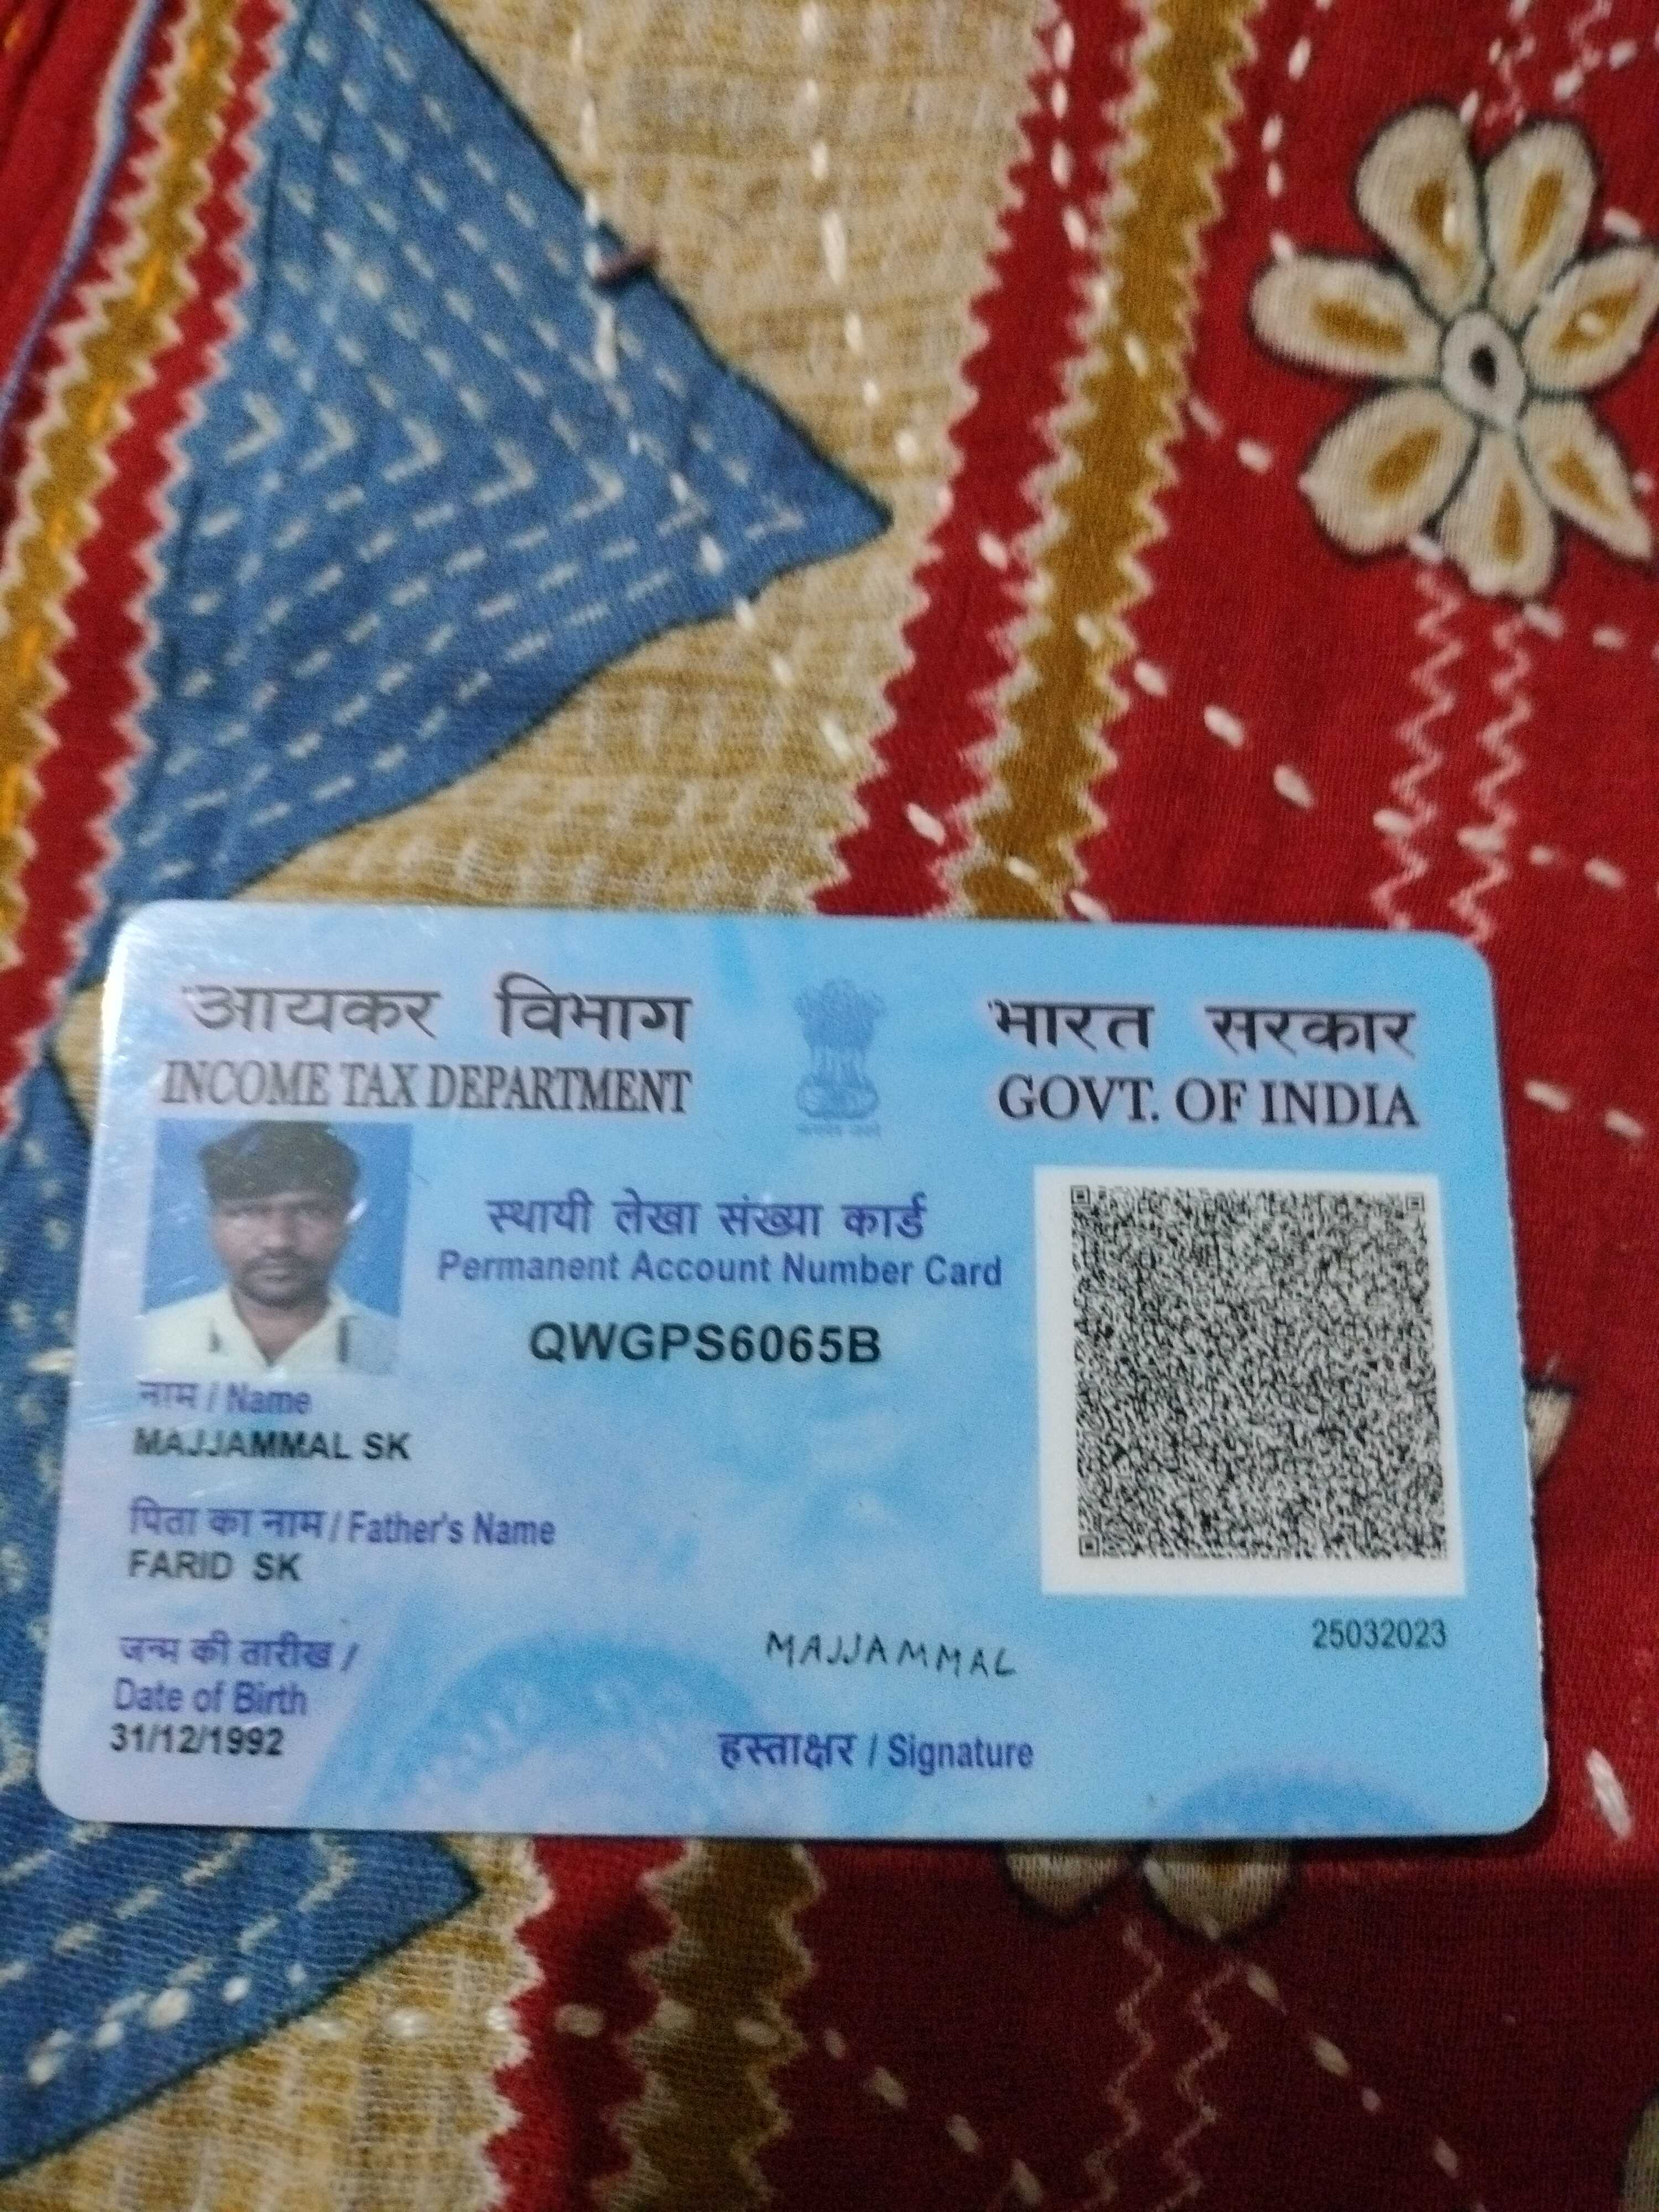 आयकर विभाग
INCOME TAX DEPARTMENT
भारत सरकार
GOVT. OF INDIA
स्थायी लेखा संख्या कार्ड
Permanent Account Number Card
QWGPS6065B
नाम / Name
MAJJAMMAL SK
पिता का नाम / Father's Name
FARID SK
जन्म की तारीख /
Date of Birth
31/12/1992
MAJJAMMAL
हस्ताक्षर / Signature
25032023